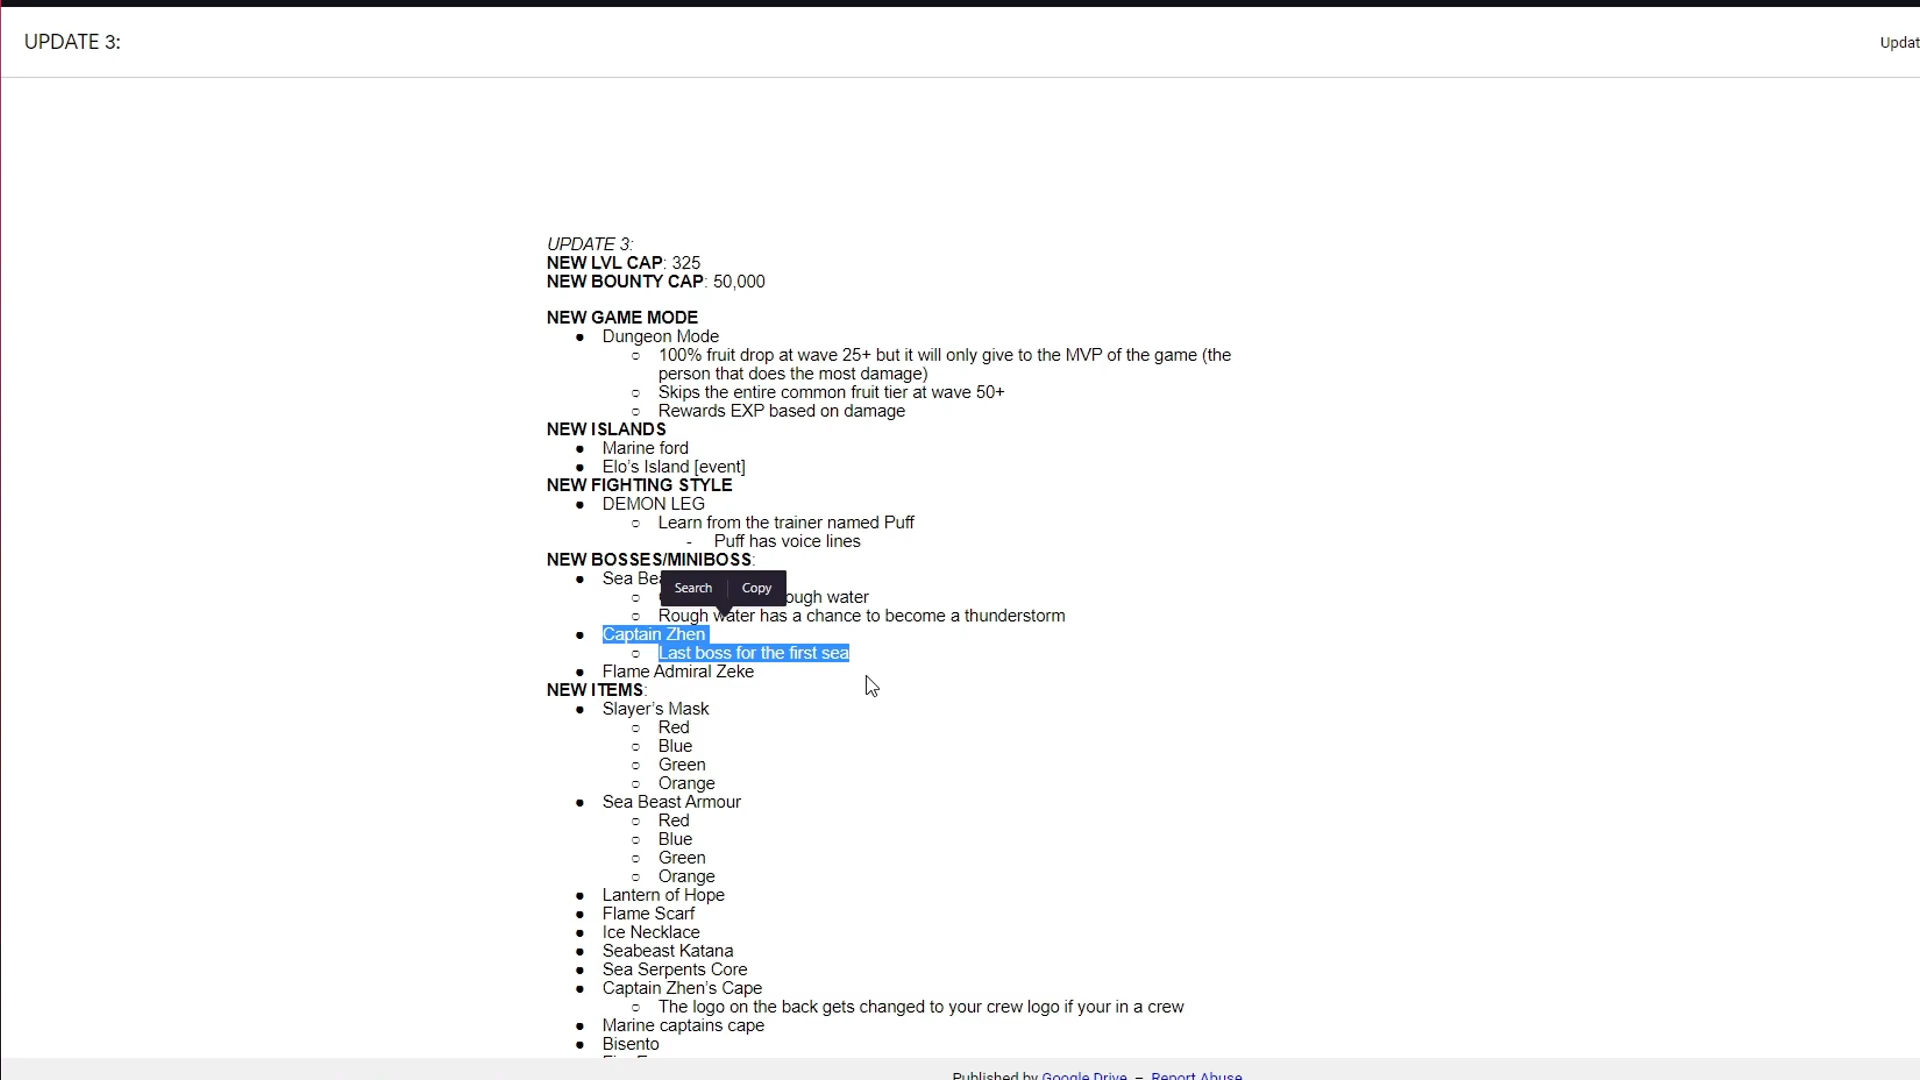 UPDATE 3:
Updat
UPDATE 3:
NEW LVL CAP: 325
NEW BOUNTY CAP: 50,000
NEW GAME MODE
● Dungeon Mode
○ 100% fruit drop at wave 25+ but it will only give to the MVP of the game (the
person that does the most damage)
○ Skips the entire common fruit tier at wave 50+
○ Rewards EXP based on damage
NEW ISLANDS
● Marine ford
● Elo's Island [event]
NEW FIGHTING STYLE
● DEMON LEG
○ Learn from the trainer named Puff
- Puff has voice lines
NEW BOSSES/MINIBOSS:
● Sea Bea
Search Copy
○ ough water
○ Rough water has a chance to become a thunderstorm
● Captain Zhen
○ Last boss for the first sea
● Flame Admiral Zeke
NEW ITEMS:
● Slayer's Mask
○ Red
○ Blue
○ Green
○ Orange
● Sea Beast Armour
○ Red
○ Blue
○ Green
○ Orange
● Lantern of Hope
● Flame Scarf
● Ice Necklace
● Seabeast Katana
● Sea Serpents Core
● Captain Zhen's Cape
○ The logo on the back gets changed to your crew logo if your in a crew
● Marine captains cape
● Bisento
Published by Google Drive – Report Abuse